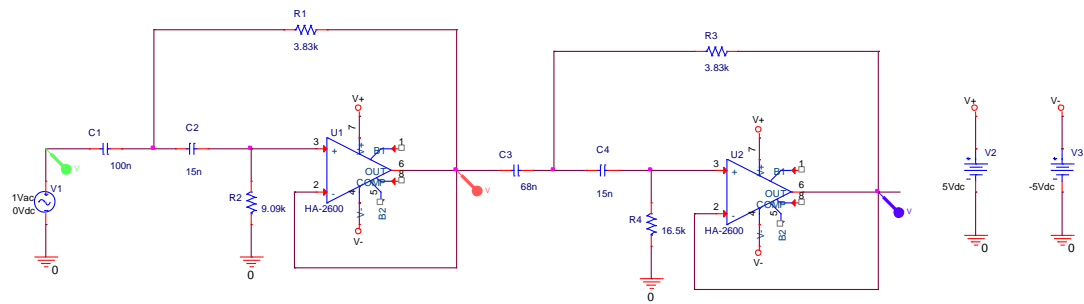 R1
3.83k
R3
3.83k
V+
7
U1
3
+
V+
B1
1
OUT
6
COMP
8
5
2
-
4
V-
B2
HA-2600
V-
C1
100n
C2
15n
R2
9.09k
0
V
1Vac
0Vdc
V1
0
V
C3
68n
C4
15n
R4
16.5k
0
V+
7
U2
3
+
V+
B1
1
OUT
6
COMP
8
5
2
-
4
V-
B2
HA-2600
V-
V
V+
V2
5Vdc
0
V-
V3
-5Vdc
0